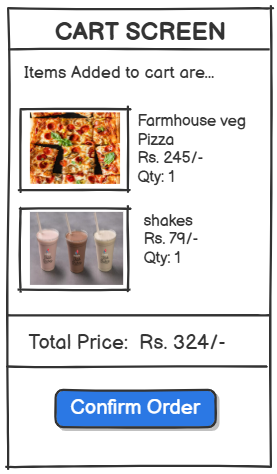 CART SCREEN
Items Added to cart are...
Farmhouse veg
Pizza
Rs. 245/-
Qty: 1
shakes
Rs. 79/-
Qty: 1
Total Price: Rs. 324/-
Confirm Order